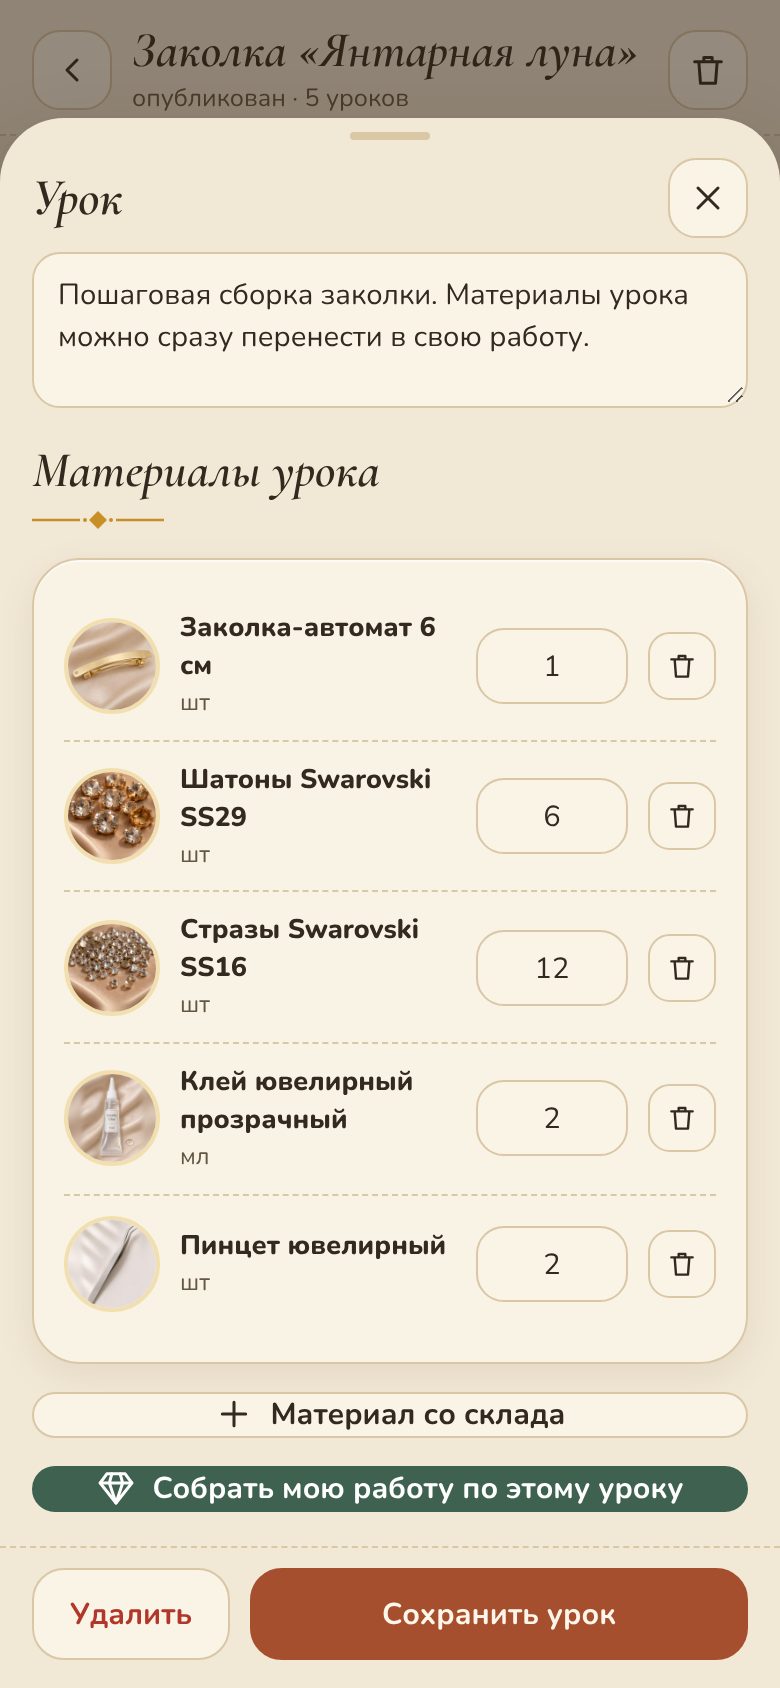 Заколка «Янтарная луна»
опубликован · 5 уроков
Урок
Пошаговая сборка заколки. Материалы урока
можно сразу перенести в свою работу.
Материалы урока
Заколка-автомат 6
см
шт
1
Шатоны Swarovski
SS29
шт
6
Стразы Swarovski
SS16
шт
12
Клей ювелирный
прозрачный
мл
2
Пинцет ювелирный
шт
2
Материал со склада
Собрать мою работу по этому уроку
Удалить
Сохранить урок